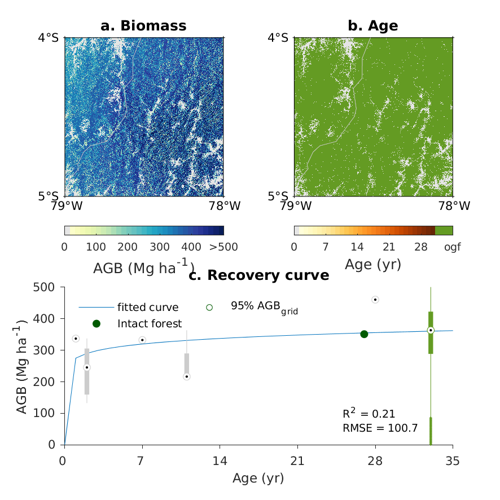 a. Biomass
b. Age
4°S
5°S
79°W
78°W
4°S
5°S
79°W
78°W
0 100 200 300 400 >500
AGB (Mg ha⁻¹)
0 7 14 21 28 ogf
Age (yr)
c. Recovery curve
500
400
300
200
100
0
AGB (Mg ha⁻¹)
fitted curve
95% AGB_grid
Intact forest
R² = 0.21
RMSE = 100.7
0 7 14 21 28 35
Age (yr)